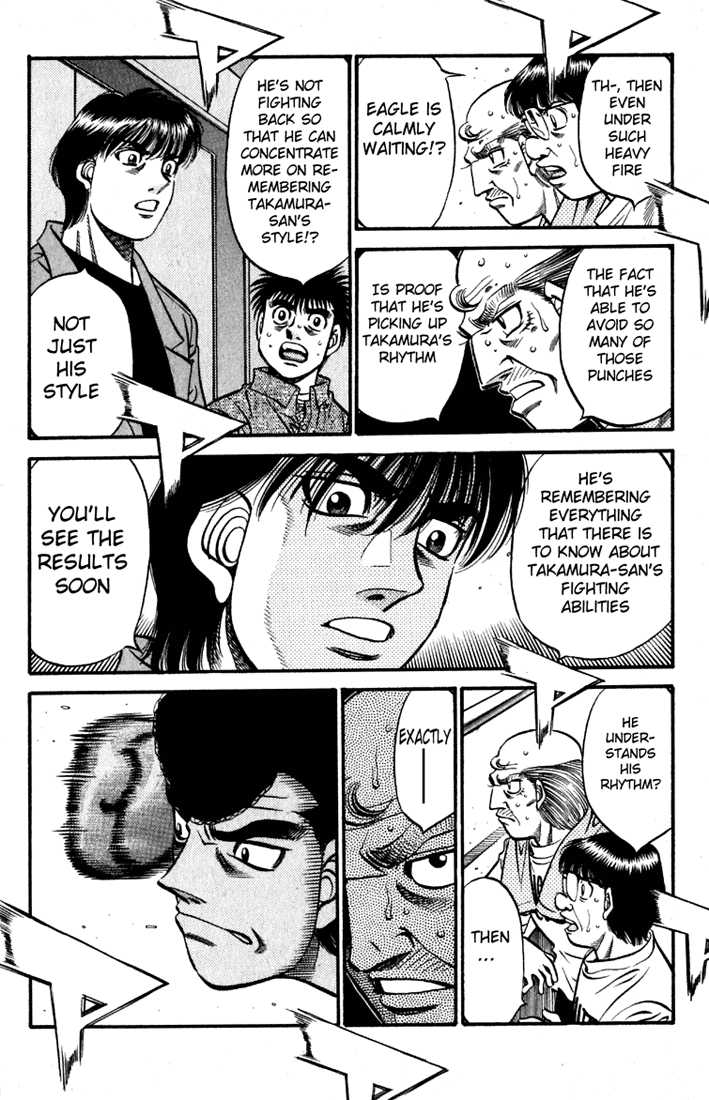 TH-, THEN
EVEN
UNDER
SUCH
HEAVY
FIRE
EAGLE IS
CALMLY
WAITING!?
THE FACT
THAT HE'S
ABLE TO
AVOID SO
MANY OF
THOSE
PUNCHES
IS PROOF
THAT HE'S
PICKING UP
TAKAMURA'S
RHYTHM
HE'S NOT
FIGHTING
BACK SO
THAT HE CAN
CONCENTRATE
MORE ON RE-
MEMBERING
TAKAMURA-
SAN'S
STYLE!?
NOT
JUST
HIS
STYLE
HE'S
REMEMBERING
EVERYTHING
THAT THERE IS
TO KNOW ABOUT
TAKAMURA-SAN'S
FIGHTING
ABILITIES
YOU'LL
SEE THE
RESULTS
SOON
HE
UNDER-
STANDS
HIS
RHYTHM?
THEN
...
EXACTLY
—